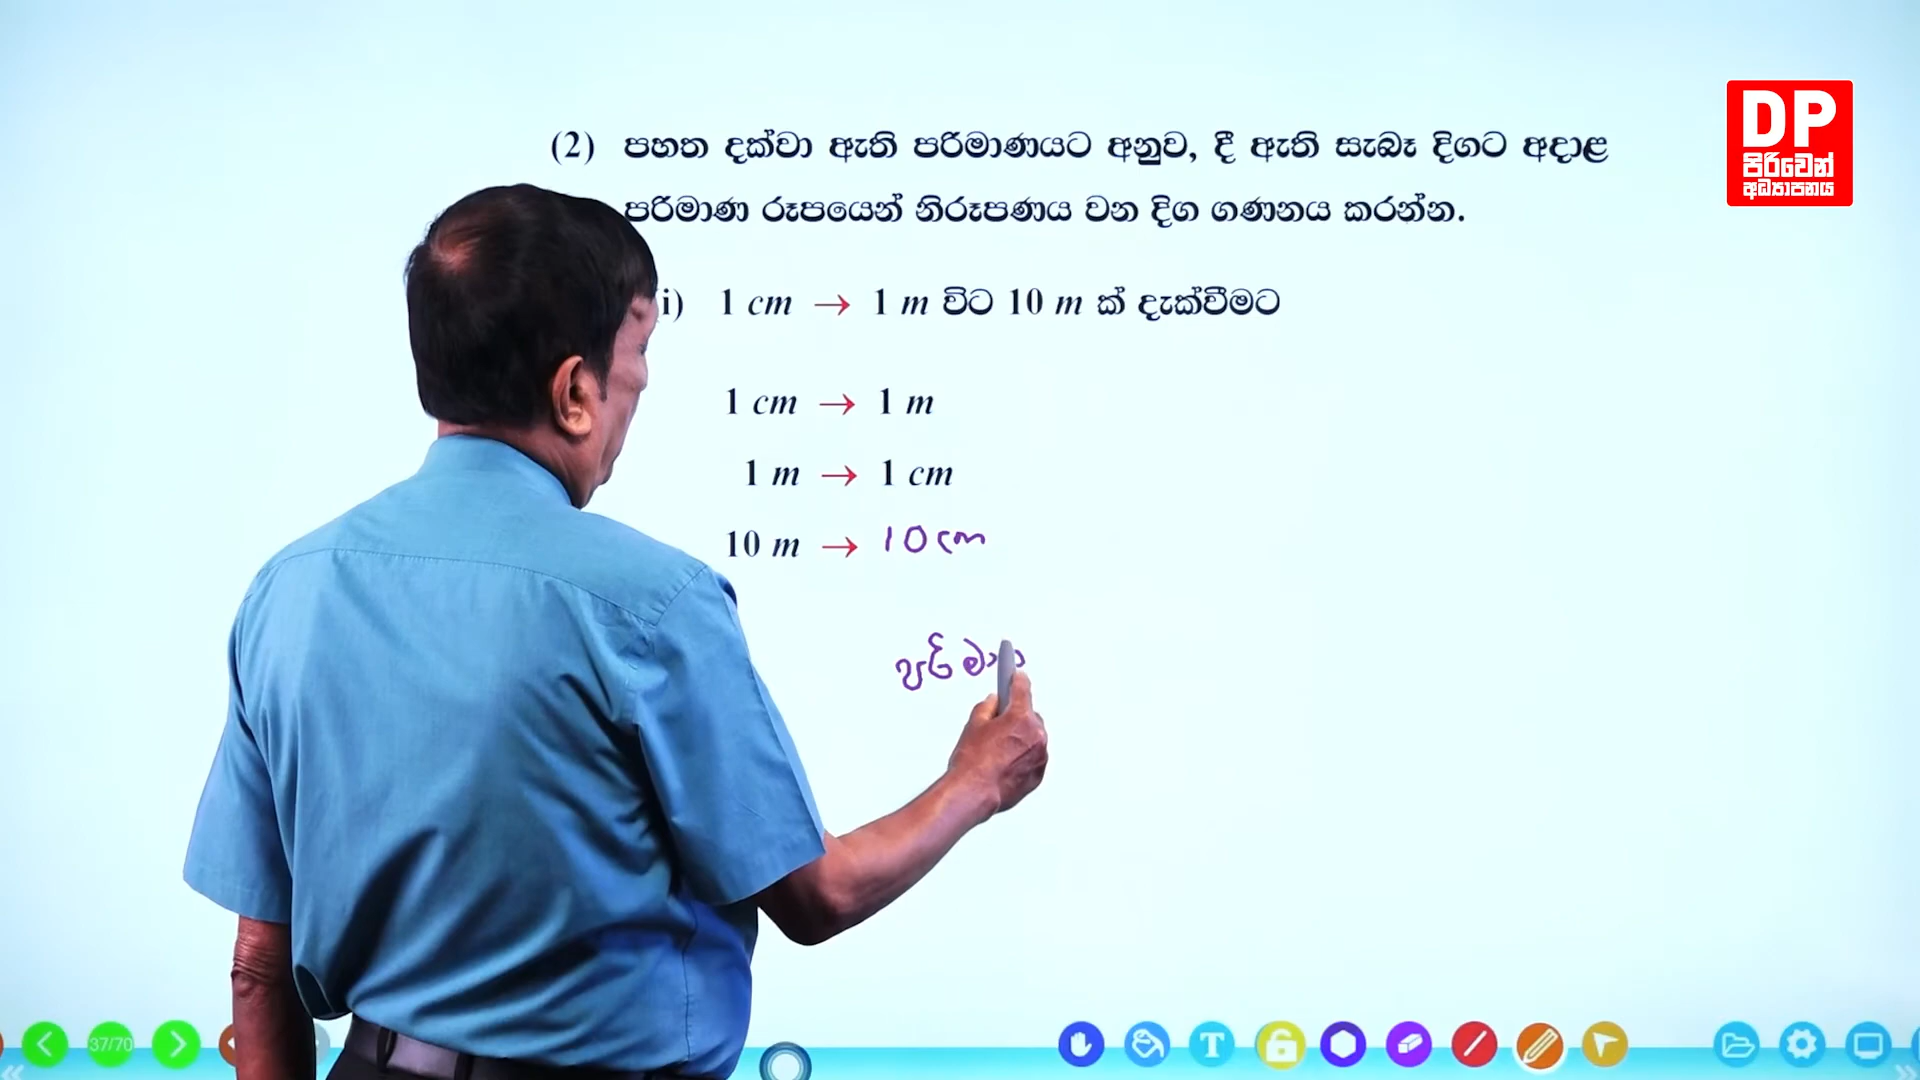 DP
පිරිවෙන්
අධ්‍යාපනය
(2) පහත දක්වා ඇති පරිමාණයට අනුව, දී ඇති සැබෑ දිගට අදාළ
පරිමාණ රූපයෙන් නිරූපණය වන දිග ගණනය කරන්න.
i) 1 cm → 1 m විට 10 m ක් දැක්වීමට
1 cm → 1 m
1 m → 1 cm
10 m → 10 cm
37/70
T